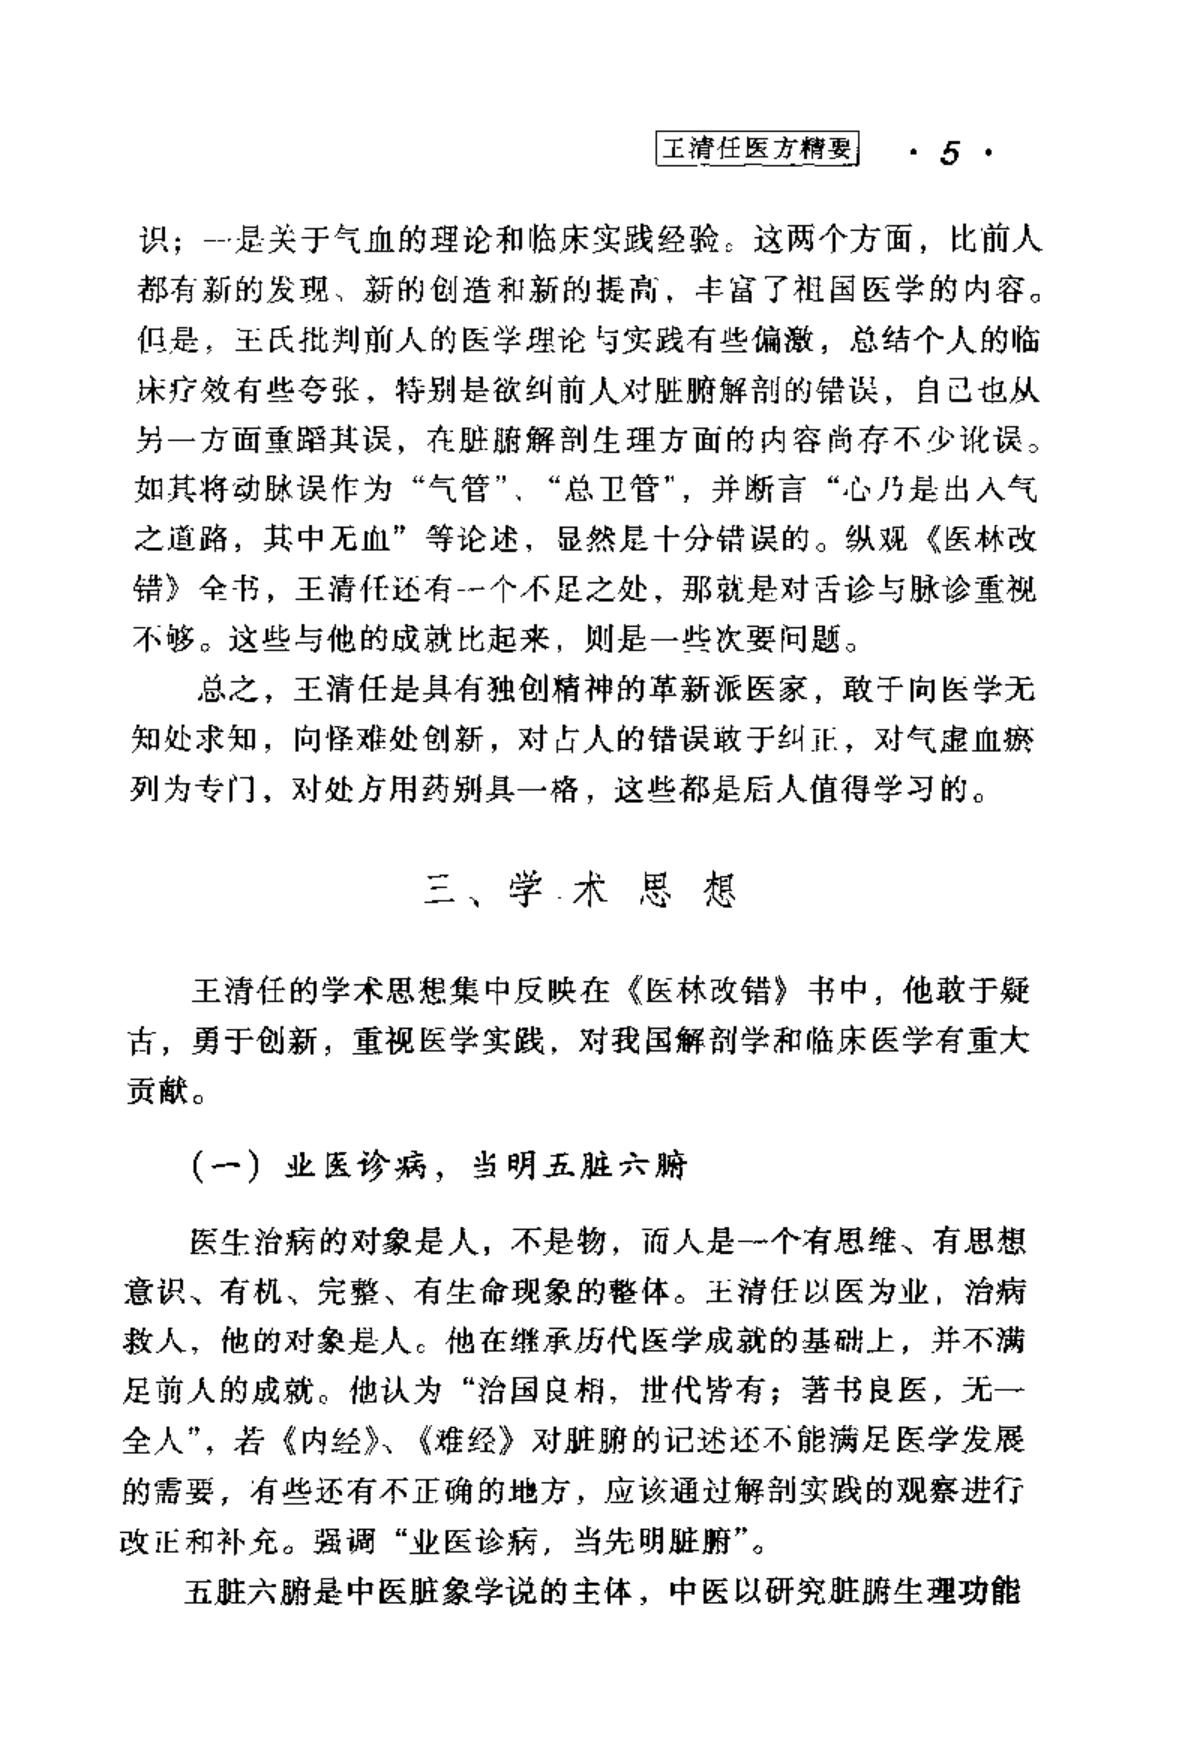 王清任医方精要 · 5 ·
识；一是关于气血的理论和临床实践经验。这两个方面，比前人
都有新的发现、新的创造和新的提高，丰富了祖国医学的内容。
但是，王氏批判前人的医学理论与实践有些偏激，总结个人的临
床疗效有些夸张，特别是欲纠前人对脏腑解剖的错误，自己也从
另一方面重蹈其误，在脏腑解剖生理方面的内容尚存不少讹误。
如其将动脉误作为“气管”、“总卫管”，并断言“心乃是出入气
之道路，其中无血”等论述，显然是十分错误的。纵观《医林改
错》全书，王清任还有一个不足之处，那就是对舌诊与脉诊重视
不够。这些与他的成就比起来，则是一些次要问题。
总之，王清任是具有独创精神的革新派医家，敢于向医学无
知处求知，向怪难处创新，对古人的错误敢于纠正，对气虚血瘀
列为专门，对处方用药别具一格，这些都是后人值得学习的。
三、学术思想
王清任的学术思想集中反映在《医林改错》书中，他敢于疑
古，勇于创新，重视医学实践，对我国解剖学和临床医学有重大
贡献。
(一) 业医诊病，当明五脏六腑
医生治病的对象是人，不是物，而人是一个有思维、有思想
意识、有机、完整、有生命现象的整体。王清任以医为业，治病
救人，他的对象是人。他在继承历代医学成就的基础上，并不满
足前人的成就。他认为“治国良相，世代皆有；著书良医，无一
全人”，若《内经》、《难经》对脏腑的记述还不能满足医学发展
的需要，有些还有不正确的地方，应该通过解剖实践的观察进行
改正和补充。强调“业医诊病，当先明脏腑”。
五脏六腑是中医脏象学说的主体，中医以研究脏腑生理功能